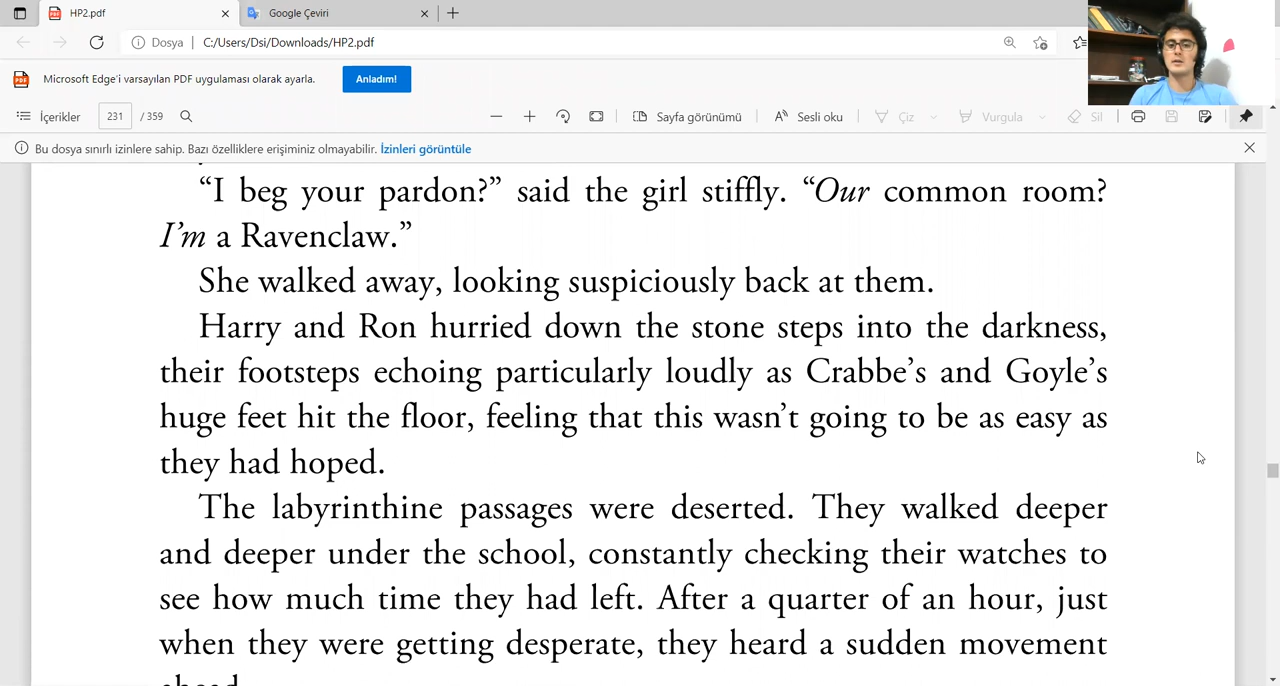 HP2.pdf
Google Çeviri
Dosya
C:/Users/Dsi/Downloads/HP2.pdf
Microsoft Edge'i varsayılan PDF uygulaması olarak ayarla.
Anladım!
İçerikler
231 / 359
Sayfa görünümü
Sesli oku
Çiz
Vurgula
Sil
Bu dosya sınırlı izinlere sahip. Bazı özelliklere erişiminiz olmayabilir. İzinleri görüntüle
“I beg your pardon?” said the girl stiffly. “Our common room?
I’m a Ravenclaw.”
She walked away, looking suspiciously back at them.
Harry and Ron hurried down the stone steps into the darkness,
their footsteps echoing particularly loudly as Crabbe’s and Goyle’s
huge feet hit the floor, feeling that this wasn’t going to be as easy as
they had hoped.
The labyrinthine passages were deserted. They walked deeper
and deeper under the school, constantly checking their watches to
see how much time they had left. After a quarter of an hour, just
when they were getting desperate, they heard a sudden movement